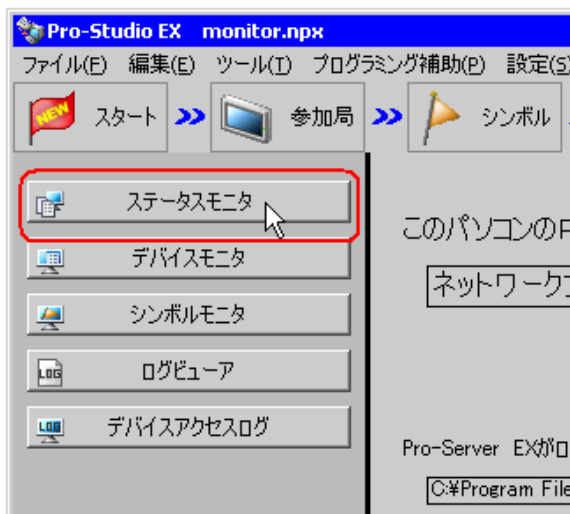 Pro-Studio EX monitor.npx
ファイル(F) 編集(E) ツール(T) プログラミング補助(P) 設定(S)
NEW スタート 参加局 シンボル
ステータスモニタ
デバイスモニタ
シンボルモニタ
LOG ログビューア
LOG デバイスアクセスログ
このパソコンのP
ネットワークプ
Pro-Server EXがロ
C:¥Program File